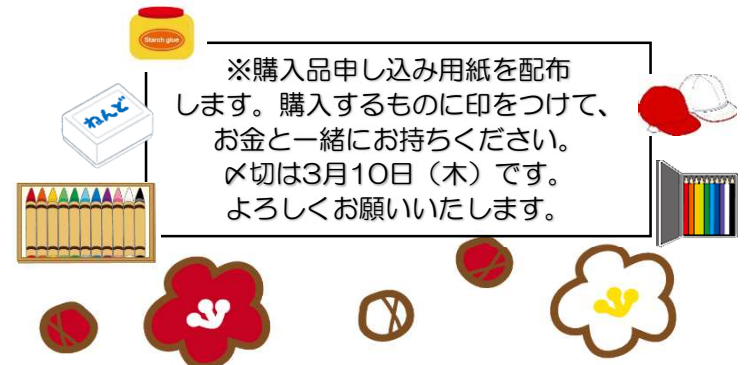 Starch glue
※購入品申し込み用紙を配布
します。購入するものに印をつけて、
お金と一緒にお持ちください。
〆切は3月10日（木）です。
よろしくお願いいたします。
ねんど